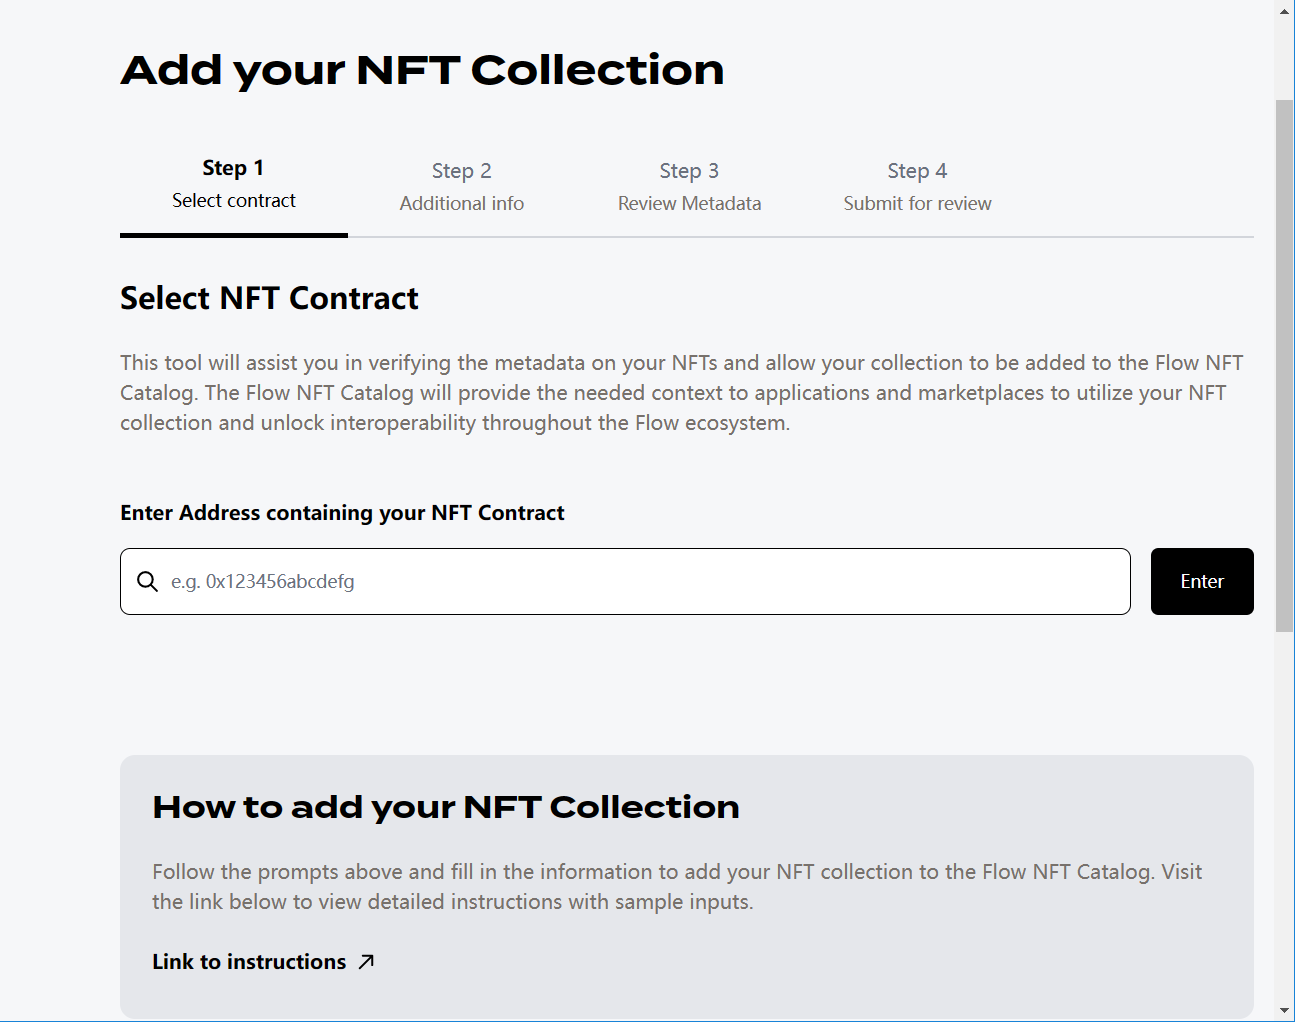 Add your NFT Collection
Step 1
Select contract
Step 2
Additional info
Step 3
Review Metadata
Step 4
Submit for review
Select NFT Contract
This tool will assist you in verifying the metadata on your NFTs and allow your collection to be added to the Flow NFT
Catalog. The Flow NFT Catalog will provide the needed context to applications and marketplaces to utilize your NFT
collection and unlock interoperability throughout the Flow ecosystem.
Enter Address containing your NFT Contract
e.g. 0x123456abcdefg
Enter
How to add your NFT Collection
Follow the prompts above and fill in the information to add your NFT collection to the Flow NFT Catalog. Visit
the link below to view detailed instructions with sample inputs.
Link to instructions